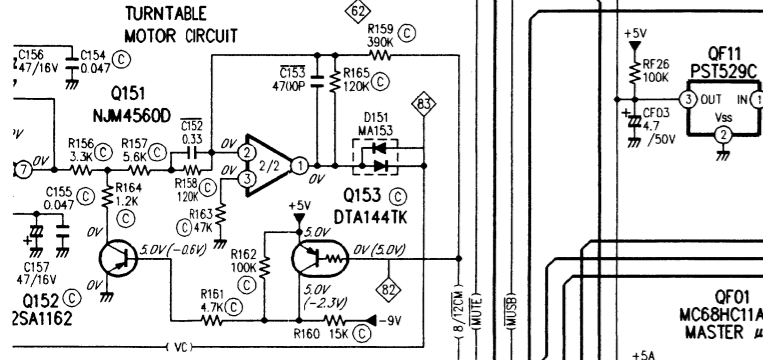 TURNTABLE
MOTOR CIRCUIT
62
R159
390K
C
C156
47/16V
C154
0.047
C
Q151
NJM4560D
C153
4700P
R165
120K
C
83
D151
MA153
+5V
RF26
100K
QF11
PST529C
3
OUT
IN
1
Vss
2
CF03
4.7
/50V
C152
0.33
0V
0V
7
R156
3.3K
C
R157
5.6K
C
2
2/2
1
0V
3
0V
R158
120K
C
C155
0.047
C
R164
1.2K
C
R163
C
47K
Q153
C
DTA144TK
+5V
5.0V
0V
5.0V(-0.6V)
R162
100K
C
0V (5.0V)
82
C157
47/16V
0V
5.0V
(-2.3V)
Q152
C
2SA1162
R161
4.7K
C
R160 15K
C
-9V
VC
8/12CM
MUTE
MUSB
QF01
MC68HC11A
MASTER
+5A